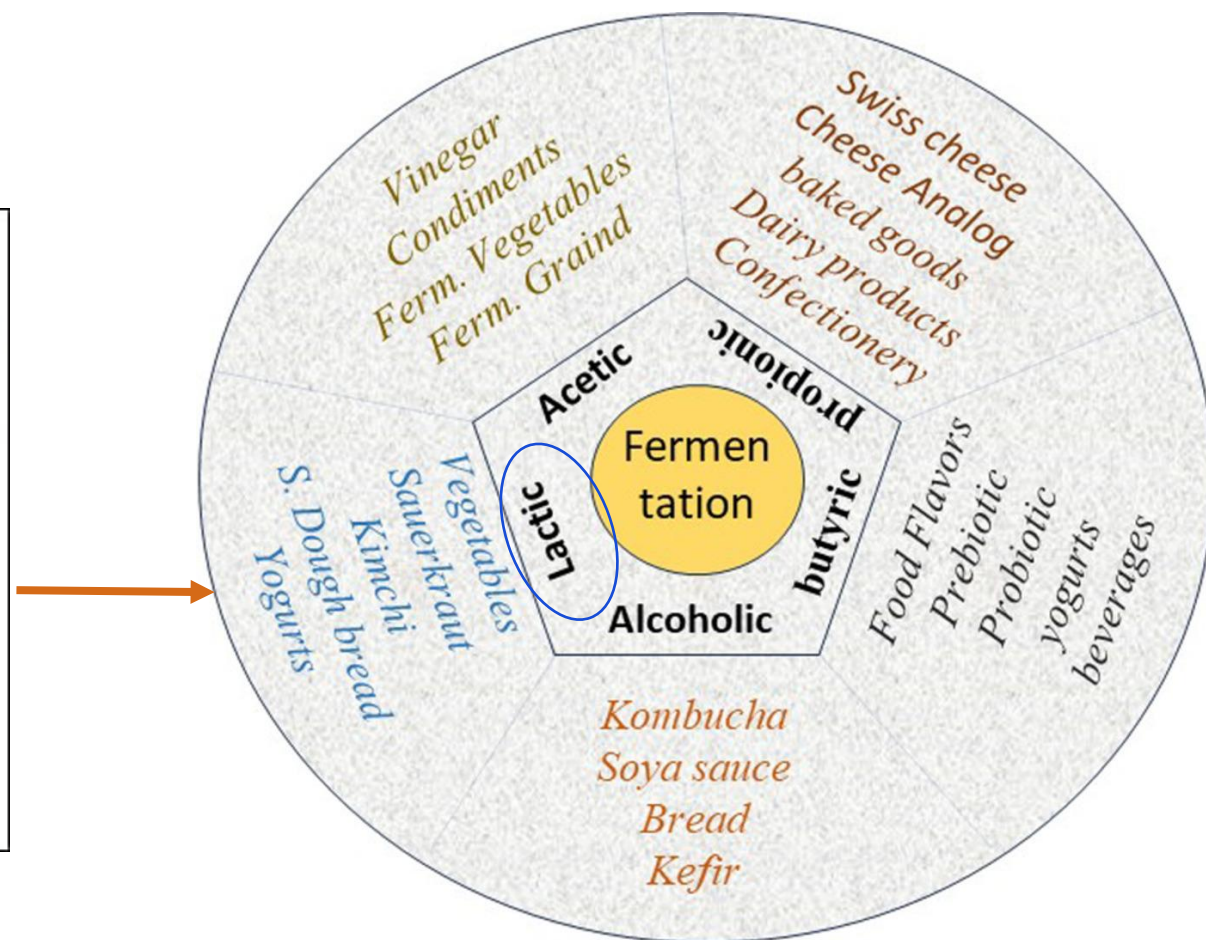 Vinegar
Condiments
Ferm. Vegetables
Ferm. Graind
Swiss cheese
Cheese Analog
baked goods
Dairy products
Confectionery
Acetic
propionic
Fermen
tation
Lactic
butyric
Alcoholic
Vegetables
Sauerkraut
Kimchi
S. Dough bread
Yogurts
Food Flavors
Prebiotic
Probiotic
yogurts
beverages
Kombucha
Soya sauce
Bread
Kefir